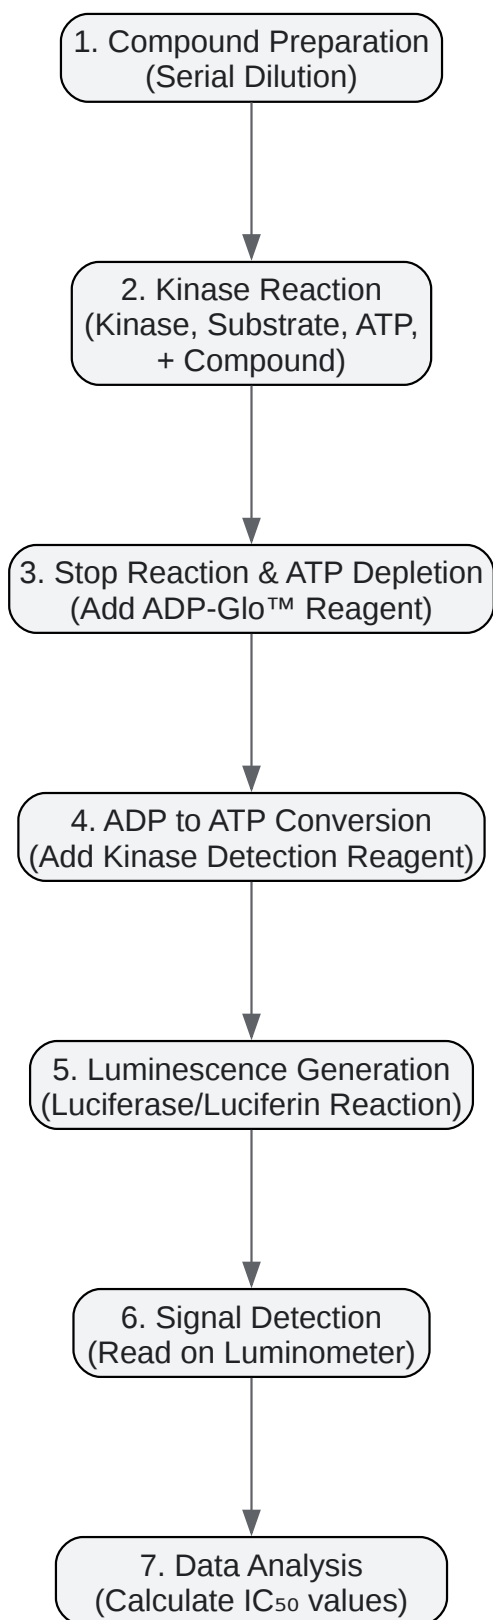 1. Compound Preparation
(Serial Dilution)
2. Kinase Reaction
(Kinase, Substrate, ATP,
+ Compound)
3. Stop Reaction & ATP Depletion
(Add ADP-Glo™ Reagent)
4. ADP to ATP Conversion
(Add Kinase Detection Reagent)
5. Luminescence Generation
(Luciferase/Luciferin Reaction)
6. Signal Detection
(Read on Luminometer)
7. Data Analysis
(Calculate IC₅₀ values)